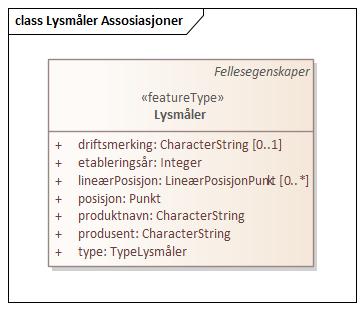 class Lysmåler Assosiasjoner
Fellesegenskaper
«featureType»
Lysmåler
+ driftsmerking: CharacterString [0..1]
+ etableringsår: Integer
+ lineærPosisjon: LineærPosisjonPunkt [0..*]
+ posisjon: Punkt
+ produktnavn: CharacterString
+ produsent: CharacterString
+ type: TypeLysmåler